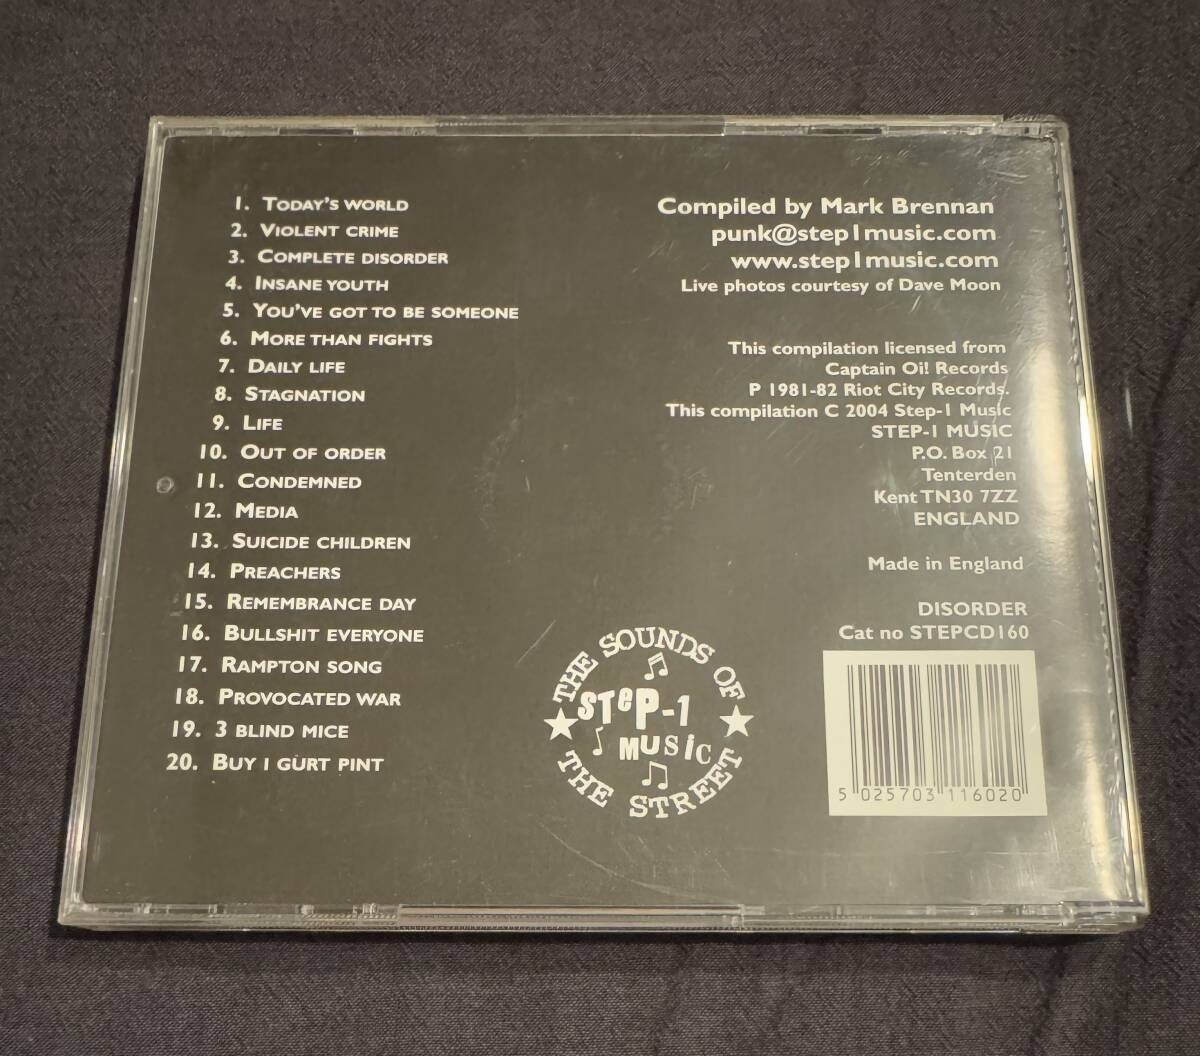 1. TODAY'S WORLD
2. VIOLENT CRIME
3. COMPLETE DISORDER
4. INSANE YOUTH
5. YOU'VE GOT TO BE SOMEONE
6. MORE THAN FIGHTS
7. DAILY LIFE
8. STAGNATION
9. LIFE
10. OUT OF ORDER
11. CONDEMNED
12. MEDIA
13. SUICIDE CHILDREN
14. PREACHERS
15. REMEMBRANCE DAY
16. BULLSHIT EVERYONE
17. RAMPTON SONG
18. PROVOCATED WAR
19. 3 BLIND MICE
20. BUY I GURT PINT
Compiled by Mark Brennan
punk@step1music.com
www.step1music.com
Live photos courtesy of Dave Moon
This compilation licensed from
Captain Oi! Records
P 1981-82 Riot City Records.
This compilation C 2004 Step-1 Music
STEP-1 MUSIC
P.O. Box 21
Tenterden
Kent TN30 7ZZ
ENGLAND
Made in England
DISORDER
Cat no STEPCD160
THE SOUNDS OF
STeP-1
MUSiC
THE STREET
5 025703 116020